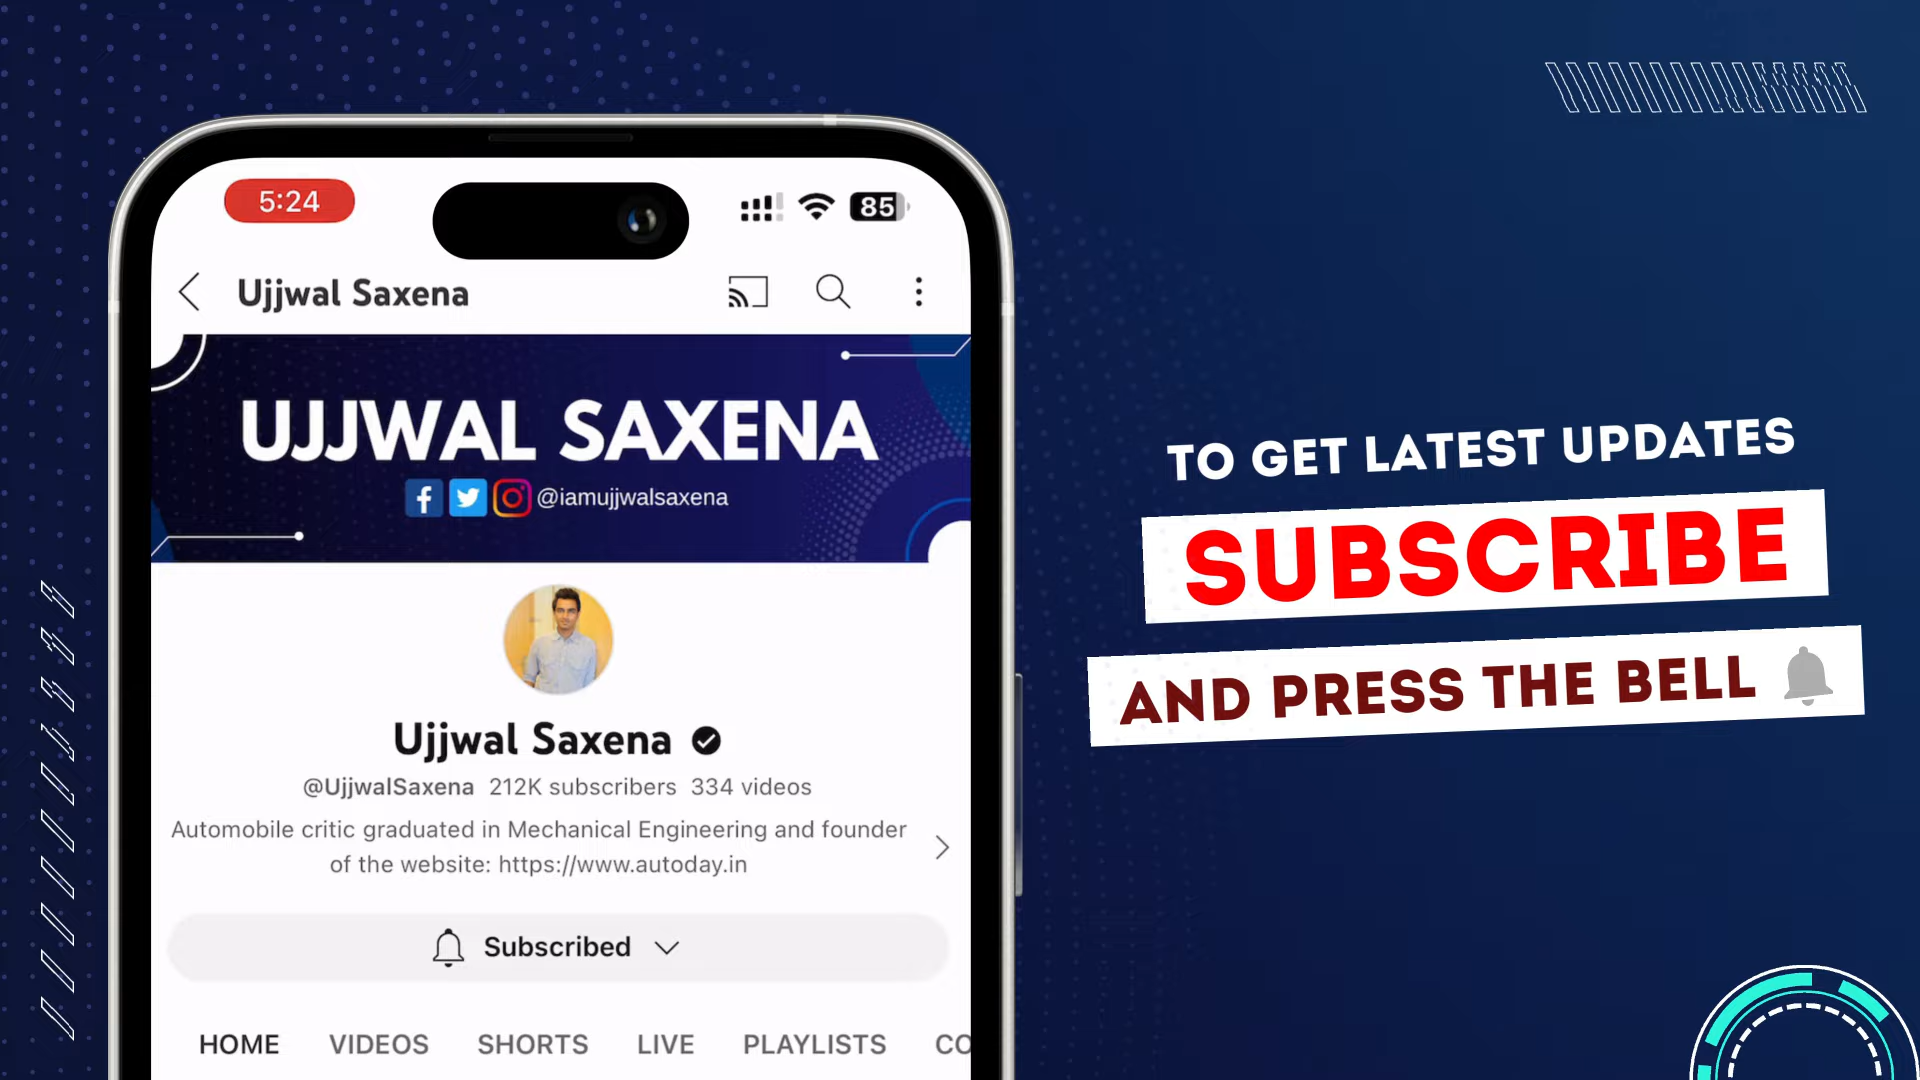 5:24
85
Ujjwal Saxena
UJJWAL SAXENA
@iamujjwalsaxena
Ujjwal Saxena
@UjjwalSaxena 212K subscribers 334 videos
Automobile critic graduated in Mechanical Engineering and founder
of the website: https://www.autoday.in
Subscribed
HOME VIDEOS SHORTS LIVE PLAYLISTS CO
TO GET LATEST UPDATES
SUBSCRIBE
AND PRESS THE BELL